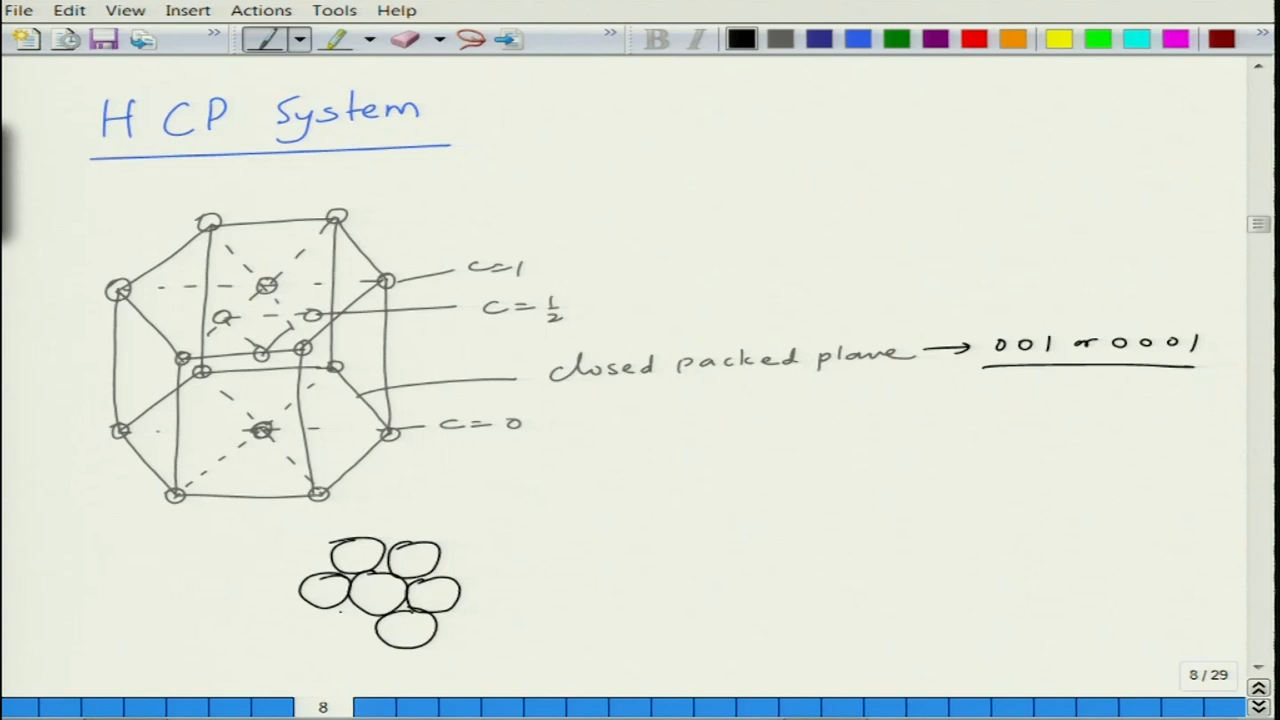 File Edit View Insert Actions Tools Help
B I
H C P System
c=1
c = 1/2
closed packed plane → 001 or 0001
c = 0
8 / 29
8